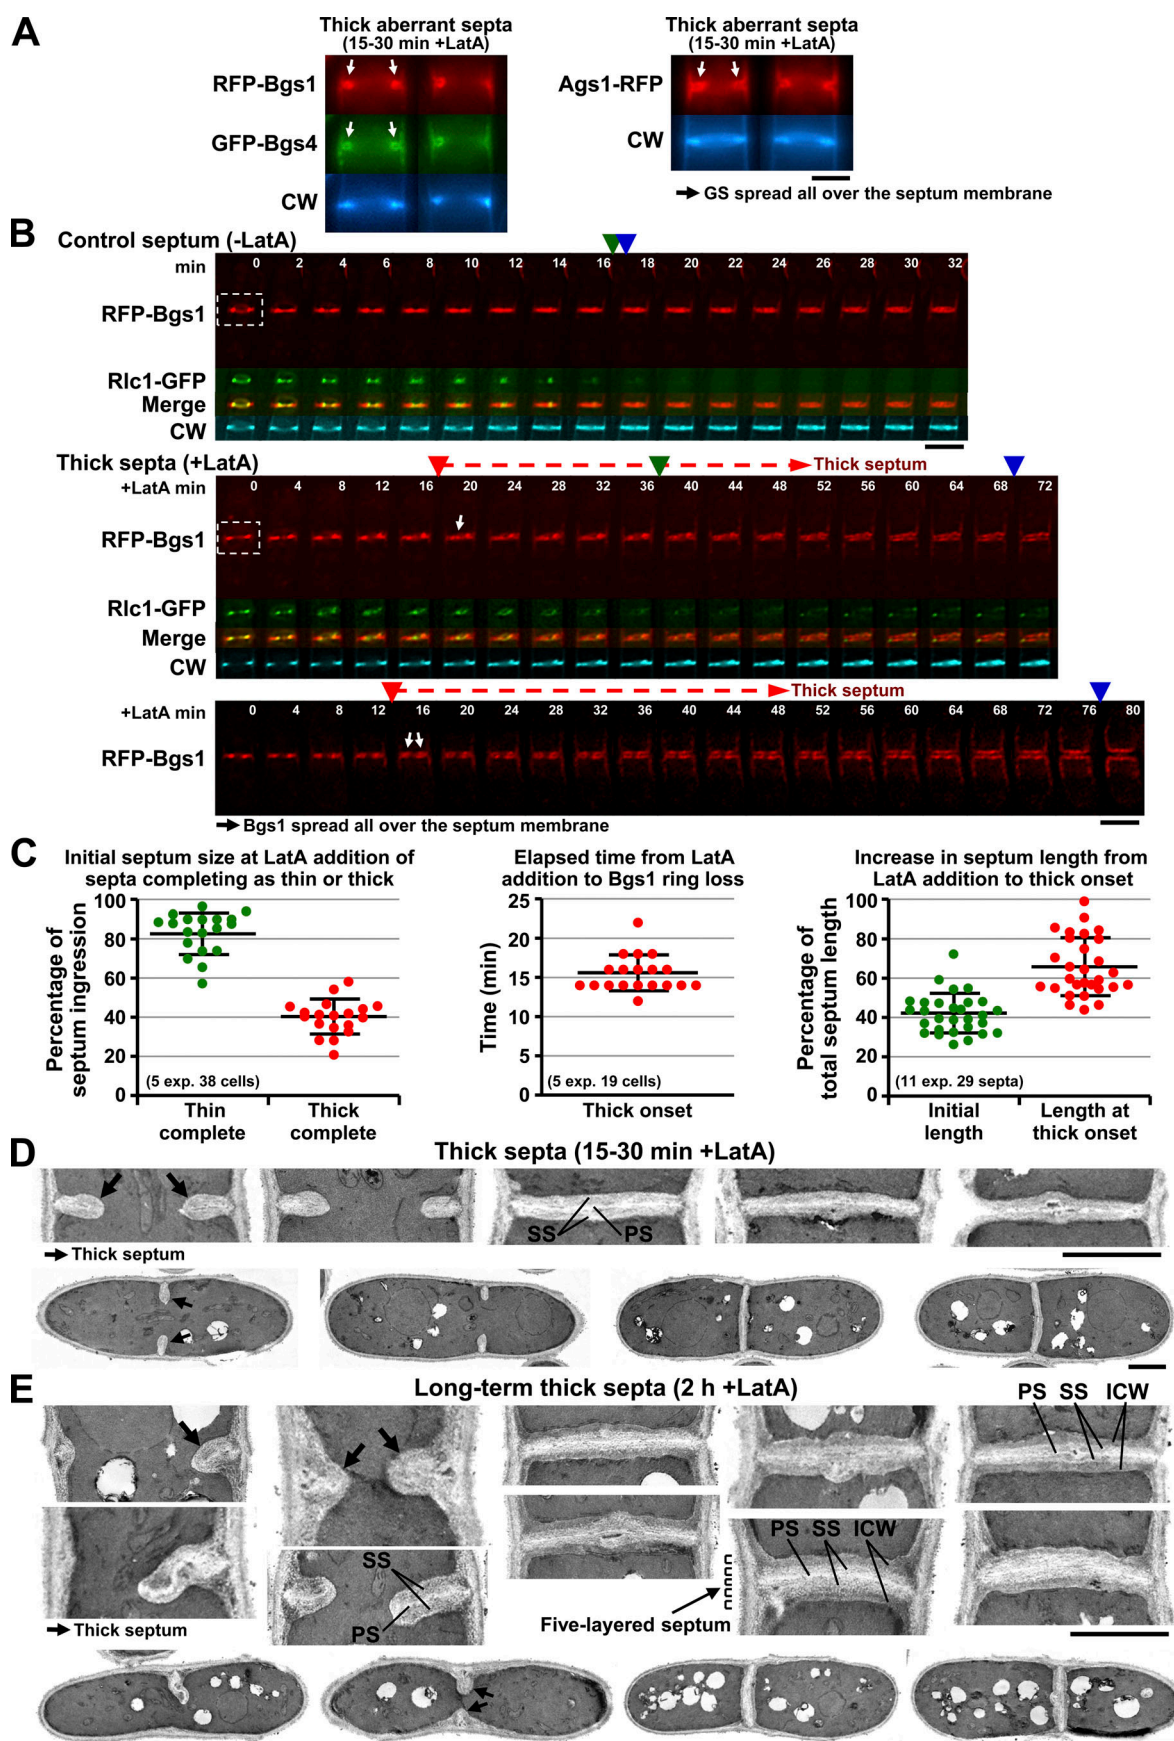 A
Thick aberrant septa
(15-30 min +LatA)
RFP-Bgs1
GFP-Bgs4
CW
Thick aberrant septa
(15-30 min +LatA)
Ags1-RFP
CW
GS spread all over the septum membrane
B
Control septum (-LatA)
min 0 2 4 6 8 10 12 14 16 18 20 22 24 26 28 30 32
RFP-Bgs1
Rlc1-GFP
Merge
CW
Thick septa (+LatA)
Thick septum
+LatA min 0 4 8 12 16 20 24 28 32 36 40 44 48 52 56 60 64 68 72
RFP-Bgs1
Rlc1-GFP
Merge
CW
Thick septum
+LatA min 0 4 8 12 16 20 24 28 32 36 40 44 48 52 56 60 64 68 72 76 80
RFP-Bgs1
Bgs1 spread all over the septum membrane
C
Initial septum size at LatA addition of
septa completing as thin or thick
Percentage of
septum ingression
100
80
60
40
20
0
(5 exp. 38 cells)
Thin
complete
Thick
complete
Elapsed time from LatA
addition to Bgs1 ring loss
Time (min)
25
20
15
10
5
0
(5 exp. 19 cells)
Thick onset
Increase in septum length from
LatA addition to thick onset
Percentage of
total septum length
100
80
60
40
20
0
(11 exp. 29 septa)
Initial
length
Length at
thick onset
D
Thick septa (15-30 min +LatA)
SS
PS
Thick septum
E
Long-term thick septa (2 h +LatA)
PS SS ICW
PS SS ICW
SS
PS
Five-layered septum
Thick septum